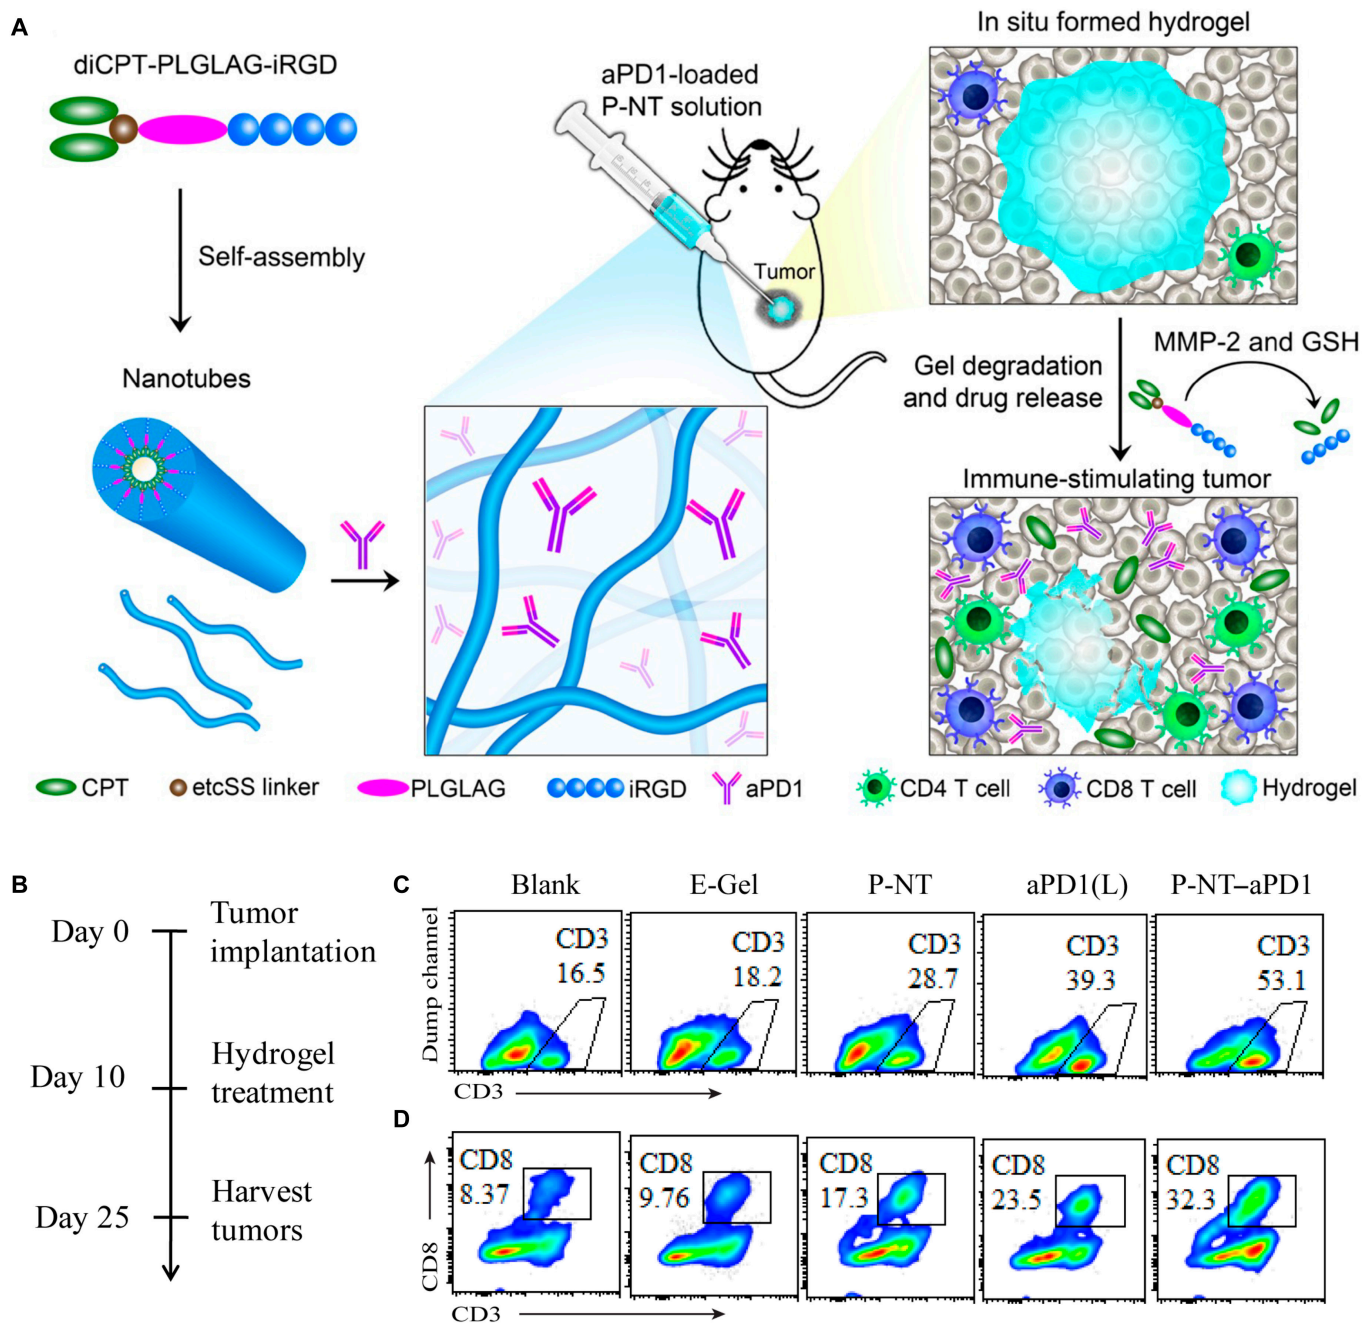 A
diCPT-PLGLAG-iRGD
Self-assembly
Nanotubes
aPD1-loaded
P-NT solution
Tumor
In situ formed hydrogel
Gel degradation
and drug release
MMP-2 and GSH
Immune-stimulating tumor
CPT
etcSS linker
PLGLAG
iRGD
aPD1
CD4 T cell
CD8 T cell
Hydrogel
B
Day 0
Tumor
implantation
Day 10
Hydrogel
treatment
Day 25
Harvest
tumors
C
Blank
E-Gel
P-NT
aPD1(L)
P-NT–aPD1
Dump channel
CD3
16.5
CD3
18.2
CD3
28.7
CD3
39.3
CD3
53.1
CD3
D
CD8
CD8
8.37
CD8
9.76
CD8
17.3
CD8
23.5
CD8
32.3
CD3